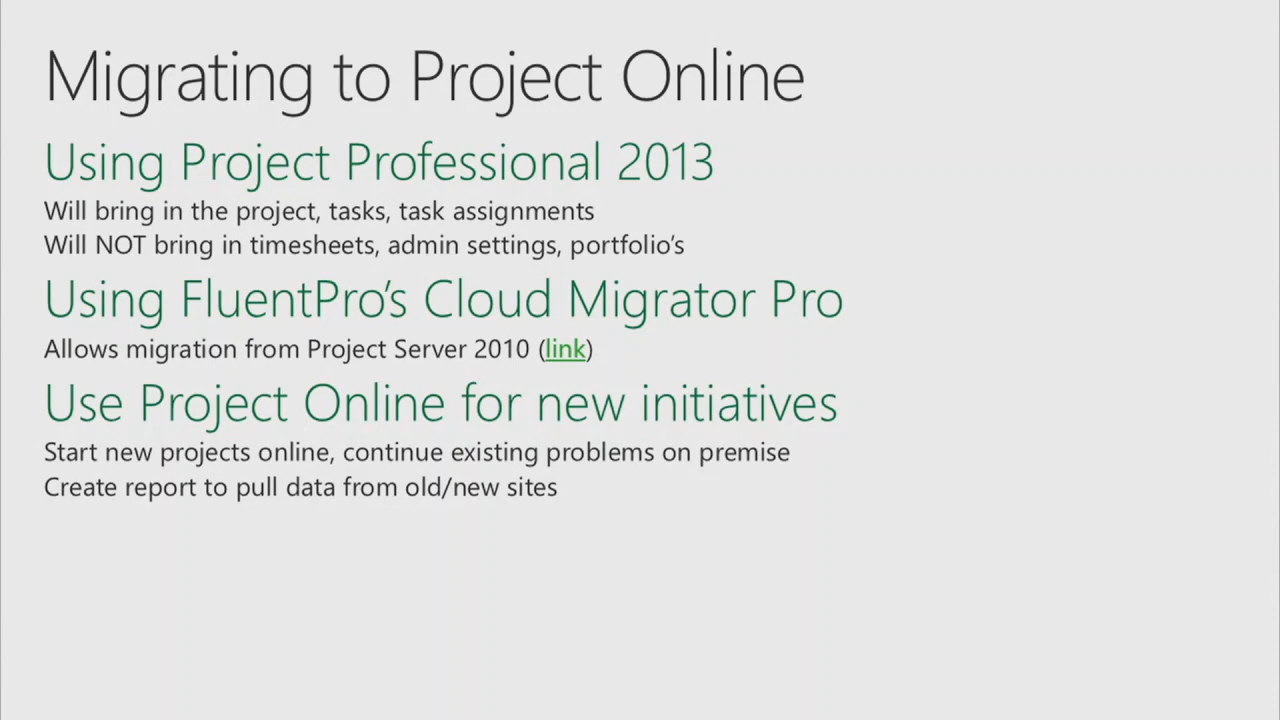 Migrating to Project Online
Using Project Professional 2013
Will bring in the project, tasks, task assignments
Will NOT bring in timesheets, admin settings, portfolio’s
Using FluentPro’s Cloud Migrator Pro
Allows migration from Project Server 2010 (link)
Use Project Online for new initiatives
Start new projects online, continue existing problems on premise
Create report to pull data from old/new sites